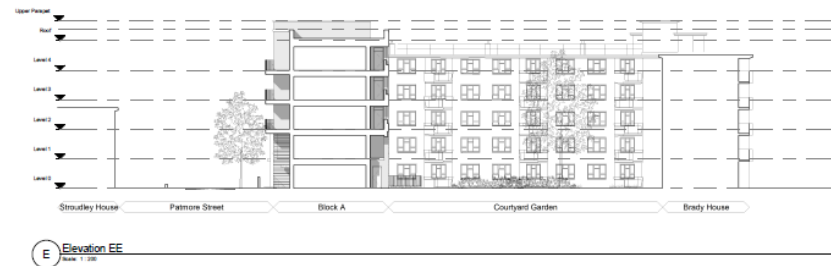 Upper Parapet
Roof
Level 4
Level 3
Level 2
Level 1
Level 0
Stroudley House
Patmore Street
Block A
Courtyard Garden
Brady House
E
Elevation EE
Scale 1 : 200